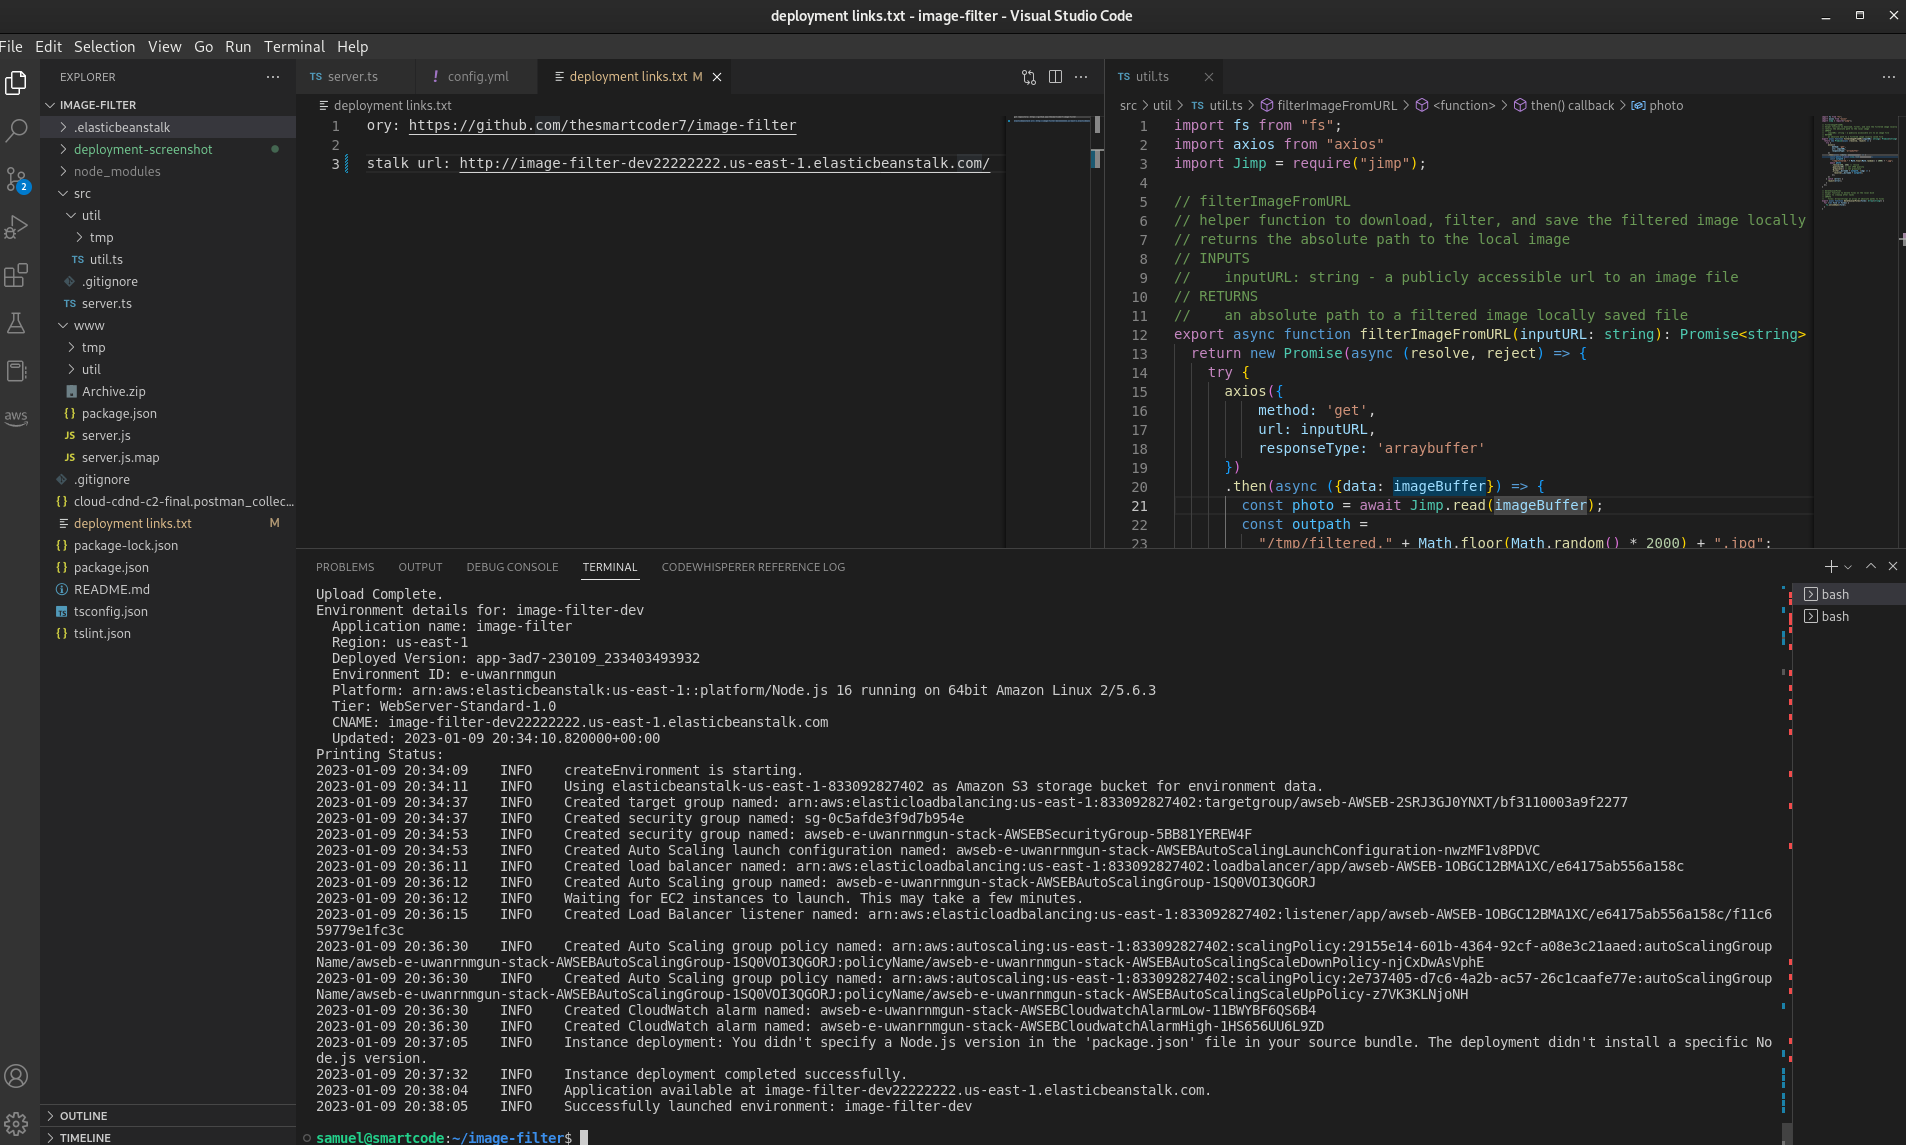 deployment links.txt - image-filter - Visual Studio Code
File Edit Selection View Go Run Terminal Help
EXPLORER
IMAGE-FILTER
.elasticbeanstalk
deployment-screenshot
node_modules
src
util
tmp
TS util.ts
.gitignore
TS server.ts
www
tmp
util
Archive.zip
{} package.json
JS server.js
JS server.js.map
.gitignore
{} cloud-cdnd-c2-final.postman_collec...
deployment links.txt M
{} package-lock.json
{} package.json
README.md
tsconfig.json
{} tslint.json
OUTLINE
TIMELINE
2
aws
TS server.ts ! config.yml deployment links.txt M
deployment links.txt
1 ory: https://github.com/thesmartcoder7/image-filter
2
3 stalk url: http://image-filter-dev22222222.us-east-1.elasticbeanstalk.com/
TS util.ts
src > util > TS util.ts > filterImageFromURL > <function> > then() callback > photo
1 import fs from "fs";
2 import axios from "axios"
3 import Jimp = require("jimp");
4
5 // filterImageFromURL
6 // helper function to download, filter, and save the filtered image locally
7 // returns the absolute path to the local image
8 // INPUTS
9 //    inputURL: string - a publicly accessible url to an image file
10 // RETURNS
11 //    an absolute path to a filtered image locally saved file
12 export async function filterImageFromURL(inputURL: string): Promise<string>
13   return new Promise(async (resolve, reject) => {
14     try {
15       axios({
16           method: 'get',
17           url: inputURL,
18           responseType: 'arraybuffer'
19       })
20       .then(async ({data: imageBuffer}) => {
21         const photo = await Jimp.read(imageBuffer);
22         const outpath =
23           "/tmp/filtered." + Math.floor(Math.random() * 2000) + ".jpg";
PROBLEMS OUTPUT DEBUG CONSOLE TERMINAL CODEWHISPERER REFERENCE LOG
bash
bash
Upload Complete.
Environment details for: image-filter-dev
  Application name: image-filter
  Region: us-east-1
  Deployed Version: app-3ad7-230109_233403493932
  Environment ID: e-uwanrnmgun
  Platform: arn:aws:elasticbeanstalk:us-east-1::platform/Node.js 16 running on 64bit Amazon Linux 2/5.6.3
  Tier: WebServer-Standard-1.0
  CNAME: image-filter-dev22222222.us-east-1.elasticbeanstalk.com
  Updated: 2023-01-09 20:34:10.820000+00:00
Printing Status:
2023-01-09 20:34:09    INFO    createEnvironment is starting.
2023-01-09 20:34:11    INFO    Using elasticbeanstalk-us-east-1-833092827402 as Amazon S3 storage bucket for environment data.
2023-01-09 20:34:37    INFO    Created target group named: arn:aws:elasticloadbalancing:us-east-1:833092827402:targetgroup/awseb-AWSEB-2SRJ3GJ0YNXT/bf3110003a9f2277
2023-01-09 20:34:37    INFO    Created security group named: sg-0c5afde3f9d7b954e
2023-01-09 20:34:53    INFO    Created security group named: awseb-e-uwanrnmgun-stack-AWSEBSecurityGroup-5BB81YEREW4F
2023-01-09 20:34:53    INFO    Created Auto Scaling launch configuration named: awseb-e-uwanrnmgun-stack-AWSEBAutoScalingLaunchConfiguration-nwzMF1v8PDVC
2023-01-09 20:36:11    INFO    Created load balancer named: arn:aws:elasticloadbalancing:us-east-1:833092827402:loadbalancer/app/awseb-AWSEB-1OBGC12BMA1XC/e64175ab556a158c
2023-01-09 20:36:12    INFO    Created Auto Scaling group named: awseb-e-uwanrnmgun-stack-AWSEBAutoScalingGroup-1SQ0VOI3QGORJ
2023-01-09 20:36:12    INFO    Waiting for EC2 instances to launch. This may take a few minutes.
2023-01-09 20:36:15    INFO    Created Load Balancer listener named: arn:aws:elasticloadbalancing:us-east-1:833092827402:listener/app/awseb-AWSEB-1OBGC12BMA1XC/e64175ab556a158c/f11c6
59779e1fc3c
2023-01-09 20:36:30    INFO    Created Auto Scaling group policy named: arn:aws:autoscaling:us-east-1:833092827402:scalingPolicy:29155e14-601b-4364-92cf-a08e3c21aaed:autoScalingGroup
Name/awseb-e-uwanrnmgun-stack-AWSEBAutoScalingGroup-1SQ0VOI3QGORJ:policyName/awseb-e-uwanrnmgun-stack-AWSEBAutoScalingScaleDownPolicy-njCxDwAsVphE
2023-01-09 20:36:30    INFO    Created Auto Scaling group policy named: arn:aws:autoscaling:us-east-1:833092827402:scalingPolicy:2e737405-d7c6-4a2b-ac57-26c1caafe77e:autoScalingGroup
Name/awseb-e-uwanrnmgun-stack-AWSEBAutoScalingGroup-1SQ0VOI3QGORJ:policyName/awseb-e-uwanrnmgun-stack-AWSEBAutoScalingScaleUpPolicy-z7VK3KLNjoNH
2023-01-09 20:36:30    INFO    Created CloudWatch alarm named: awseb-e-uwanrnmgun-stack-AWSEBCloudwatchAlarmLow-11BWYBF6QS6B4
2023-01-09 20:36:30    INFO    Created CloudWatch alarm named: awseb-e-uwanrnmgun-stack-AWSEBCloudwatchAlarmHigh-1HS656UU6L9ZD
2023-01-09 20:37:05    INFO    Instance deployment: You didn't specify a Node.js version in the 'package.json' file in your source bundle. The deployment didn't install a specific No
de.js version.
2023-01-09 20:37:32    INFO    Instance deployment completed successfully.
2023-01-09 20:38:04    INFO    Application available at image-filter-dev22222222.us-east-1.elasticbeanstalk.com.
2023-01-09 20:38:05    INFO    Successfully launched environment: image-filter-dev
samuel@smartcode:~/image-filter$